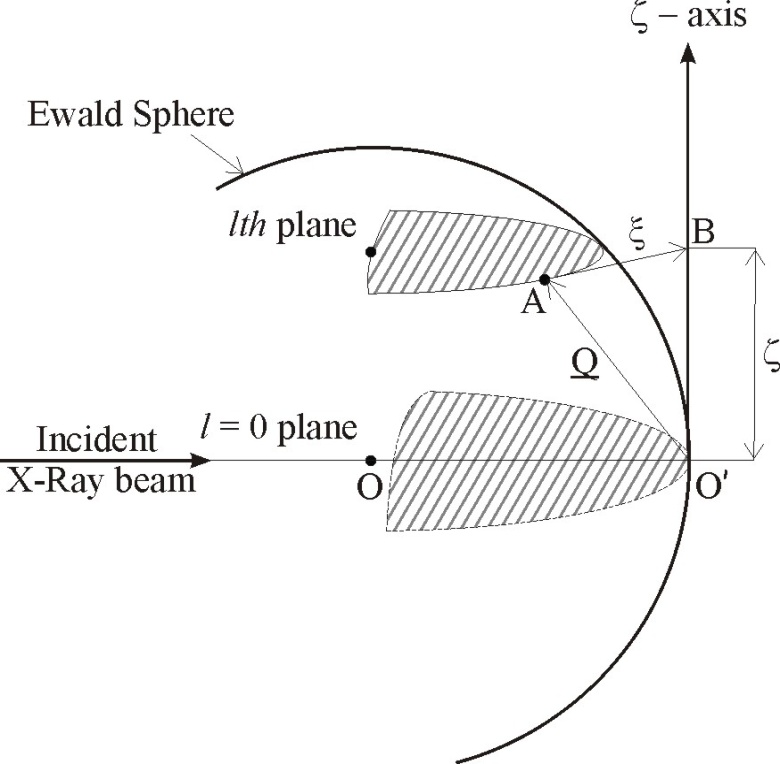 ζ – axis
Ewald Sphere
lth plane
ξ
B
A
ζ
Q
l = 0 plane
Incident
X-Ray beam
O
O'